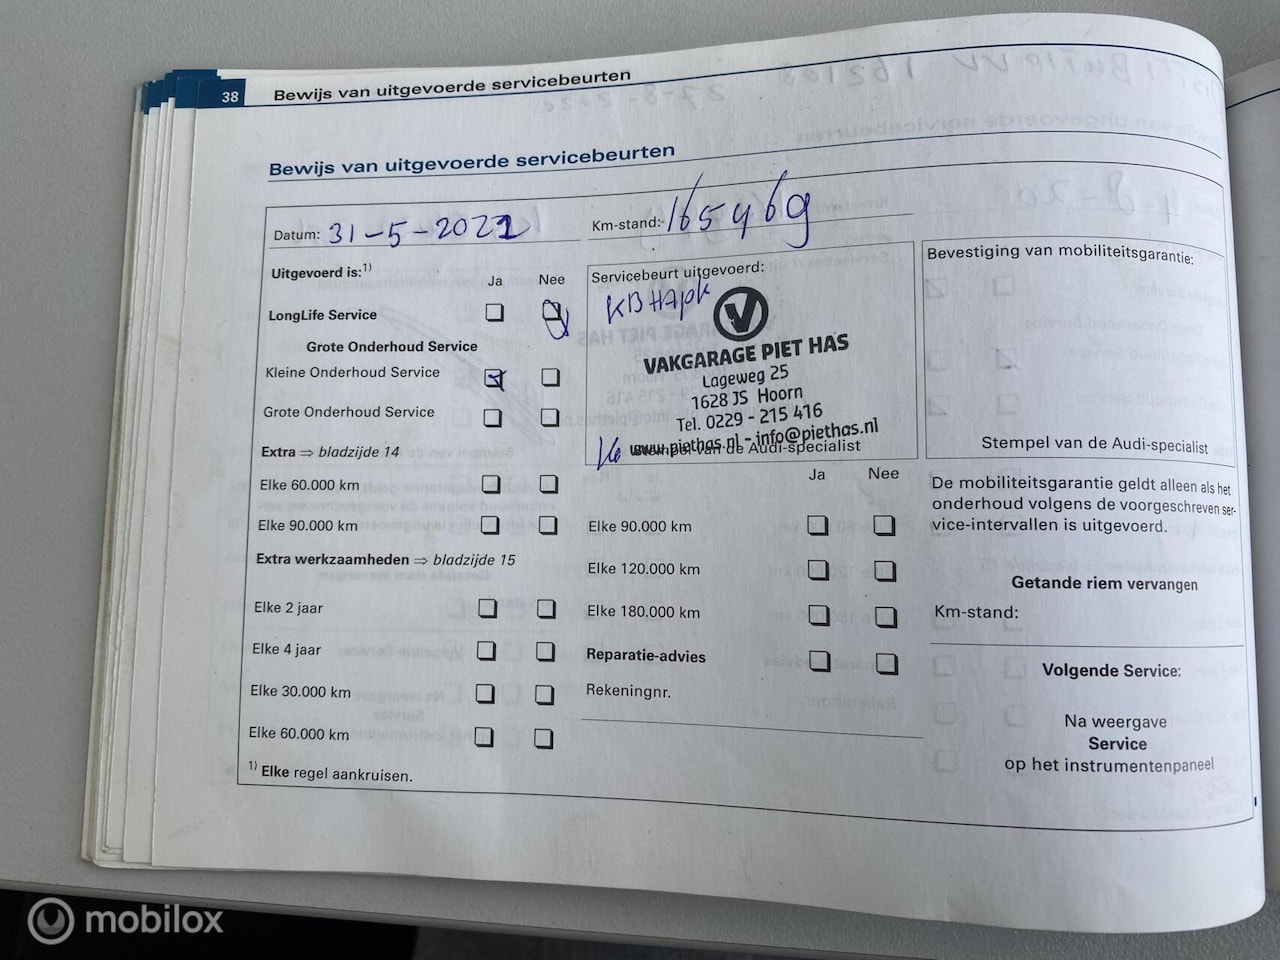 38
Bewijs van uitgevoerde servicebeurten
Bewijs van uitgevoerde servicebeurten
Datum: 31-5-2021
Km-stand: 165469
Uitgevoerd is:1)
Ja Nee
LongLife Service
Grote Onderhoud Service
Kleine Onderhoud Service
Grote Onderhoud Service
Extra ⇒ bladzijde 14
Elke 60.000 km
Elke 90.000 km
Extra werkzaamheden ⇒ bladzijde 15
Elke 2 jaar
Elke 4 jaar
Elke 30.000 km
Elke 60.000 km
1) Elke regel aankruisen.
Servicebeurt uitgevoerd:
VAKGARAGE PIET HAS
Lageweg 25
1628 JS Hoorn
Tel. 0229 - 215 416
www.piethas.nl - info@piethas.nl
Stempel van de Audi-specialist
Ja Nee
Elke 90.000 km
Elke 120.000 km
Elke 180.000 km
Reparatie-advies
Rekeningnr.
Bevestiging van mobiliteitsgarantie:
Stempel van de Audi-specialist
De mobiliteitsgarantie geldt alleen als het
onderhoud volgens de voorgeschreven ser-
vice-intervallen is uitgevoerd.
Getande riem vervangen
Km-stand:
Volgende Service:
Na weergave
Service
op het instrumentenpaneel
mobilox